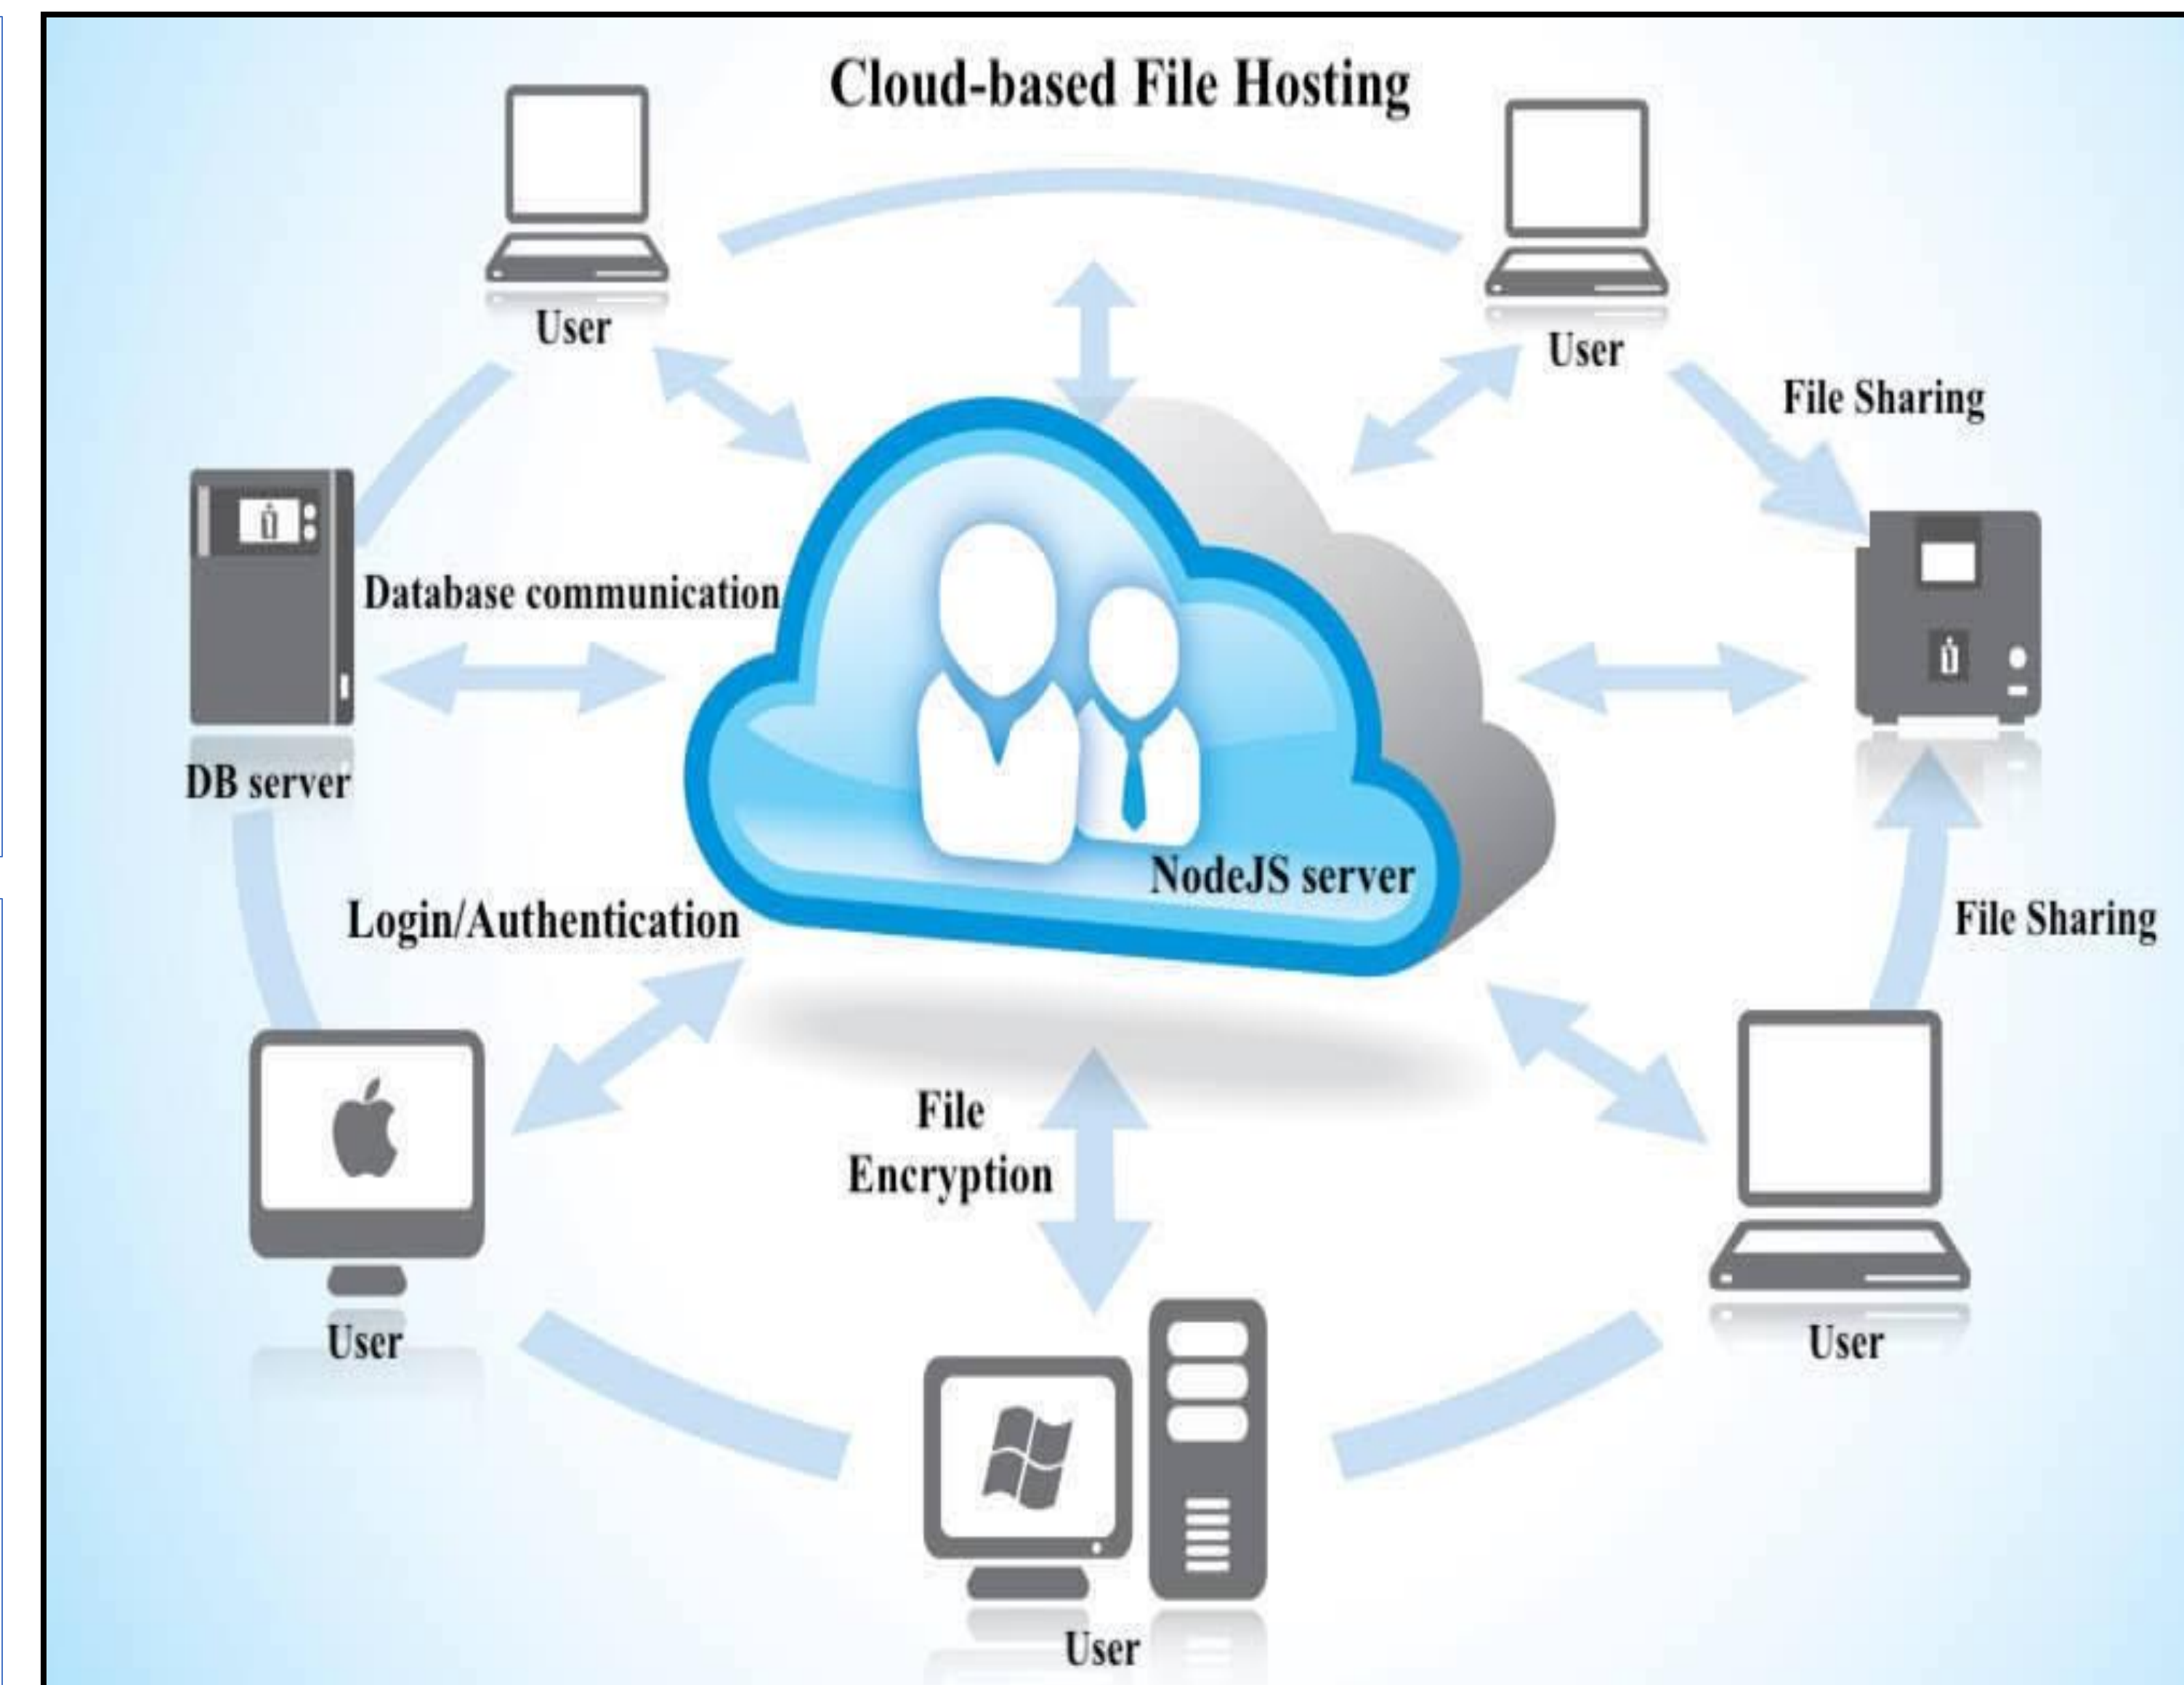 Cloud-based File Hosting
User
User
File Sharing
Database communication
DB server
NodeJS server
Login/Authentication
File Sharing
File
Encryption
User
User
User